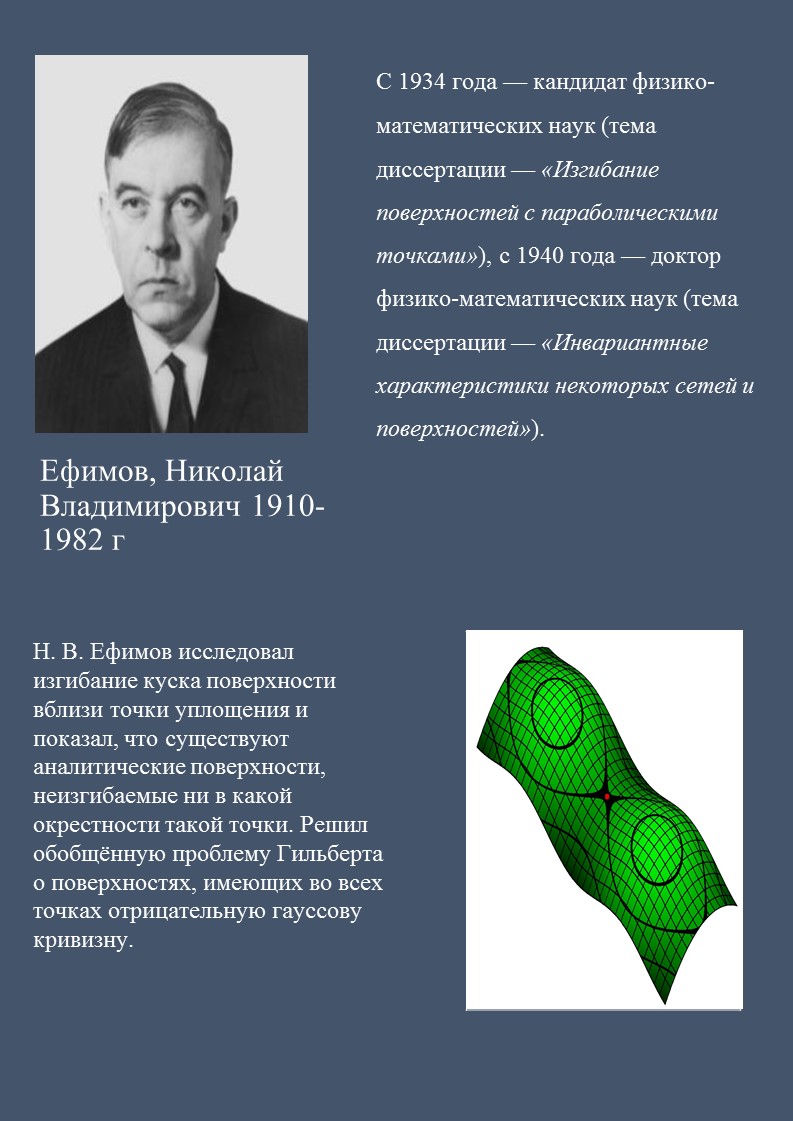 С 1934 года — кандидат физико-
математических наук (тема
диссертации — «Изгибание
поверхностей с параболическими
точками»), с 1940 года — доктор
физико-математических наук (тема
диссертации — «Инвариантные
характеристики некоторых сетей и
поверхностей»).
Ефимов, Николай
Владимирович 1910-
1982 г
Н. В. Ефимов исследовал
изгибание куска поверхности
вблизи точки уплощения и
показал, что существуют
аналитические поверхности,
неизгибаемые ни в какой
окрестности такой точки. Решил
обобщённую проблему Гильберта
о поверхностях, имеющих во всех
точках отрицательную гауссову
кривизну.